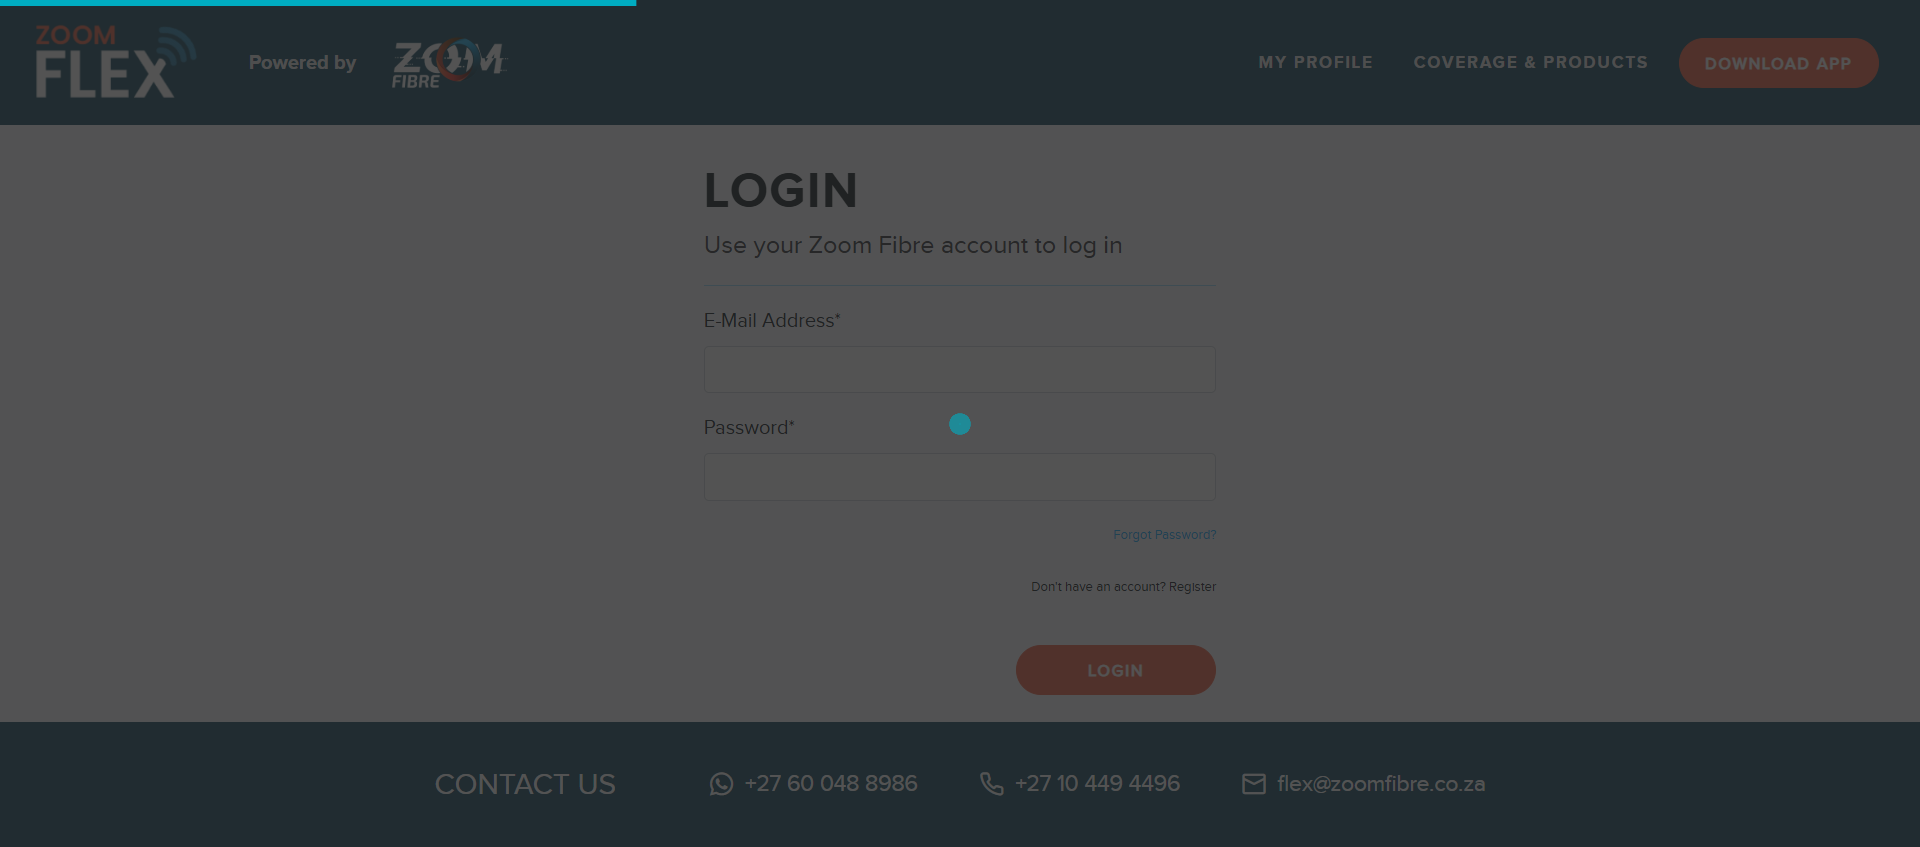 ZOOM
FLEX
Powered by
ZOOM
FIBRE
MY PROFILE
COVERAGE & PRODUCTS
DOWNLOAD APP
LOGIN
Use your Zoom Fibre account to log in
E-Mail Address*
Password*
Forgot Password?
Don't have an account? Register
LOGIN
CONTACT US
+27 60 048 8986
+27 10 449 4496
flex@zoomfibre.co.za